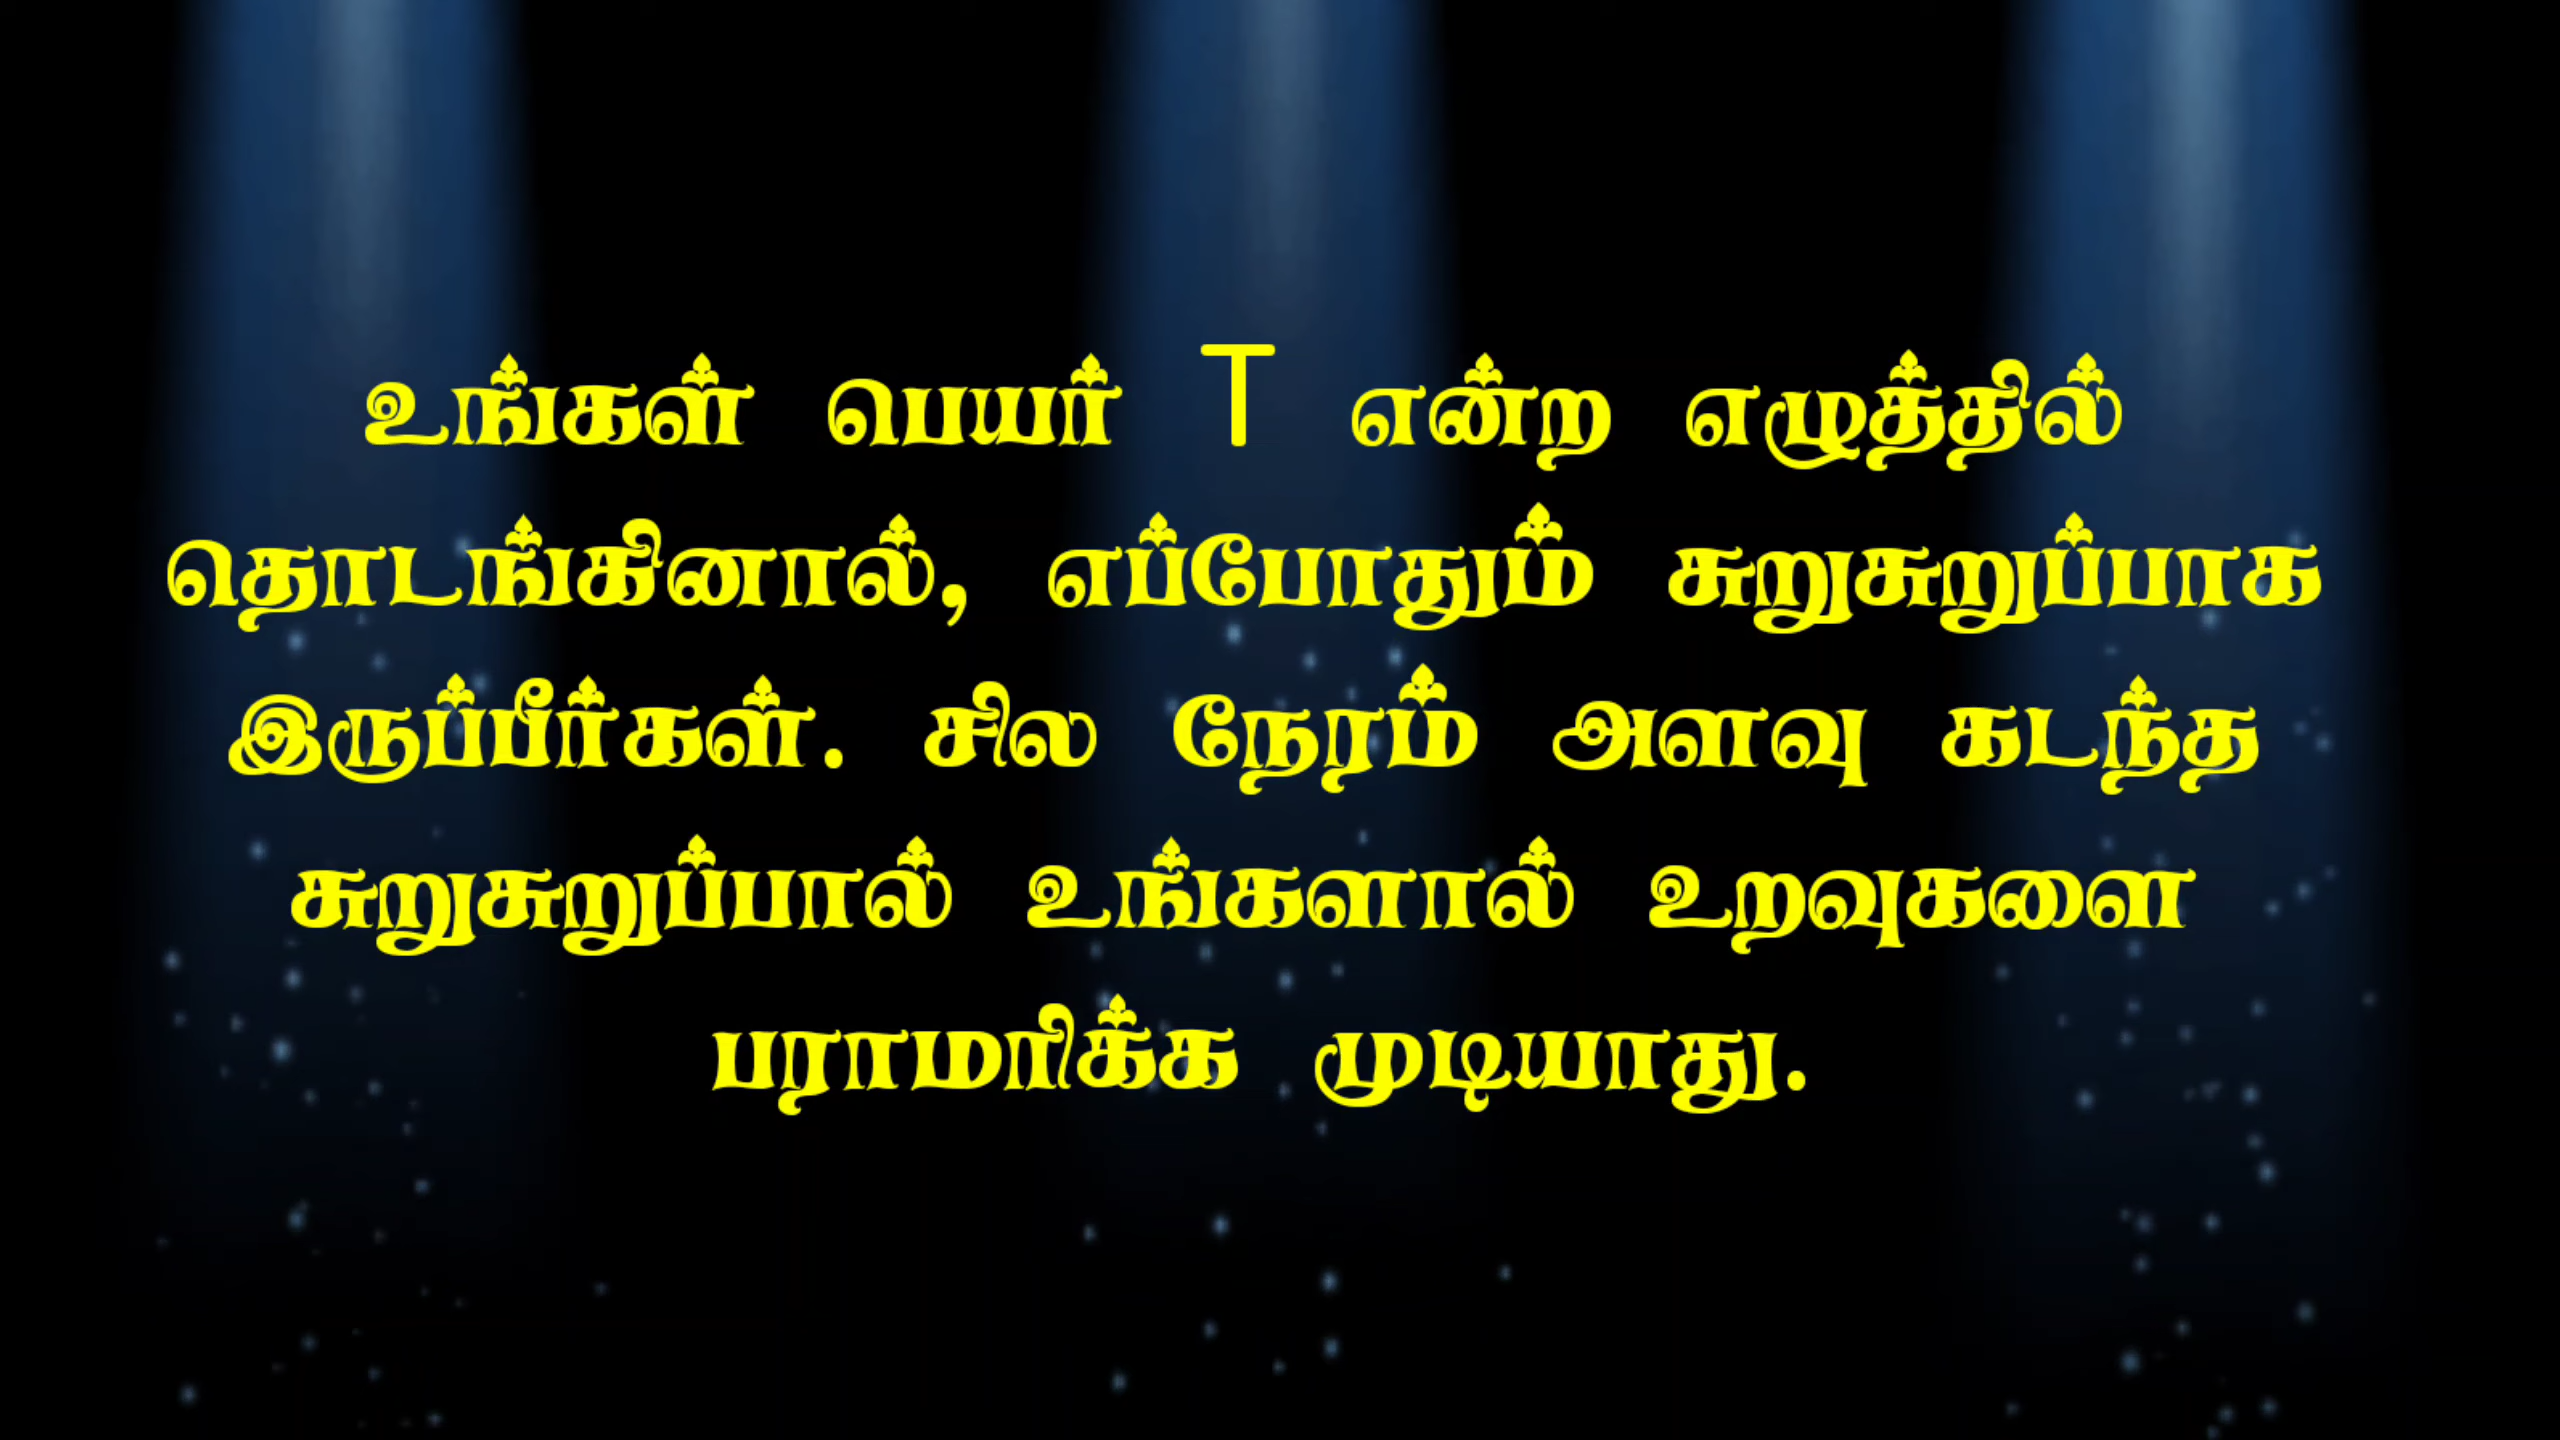 உங்கள் பெயர் T என்ற எழுத்தில்
தொடங்கினால், எப்போதும் சுறுசுறுப்பாக
இருப்பீர்கள். சில நேரம் அளவு கடந்த
சுறுசுறுப்பால் உங்களால் உறவுகளை
பராமரிக்க முடியாது.